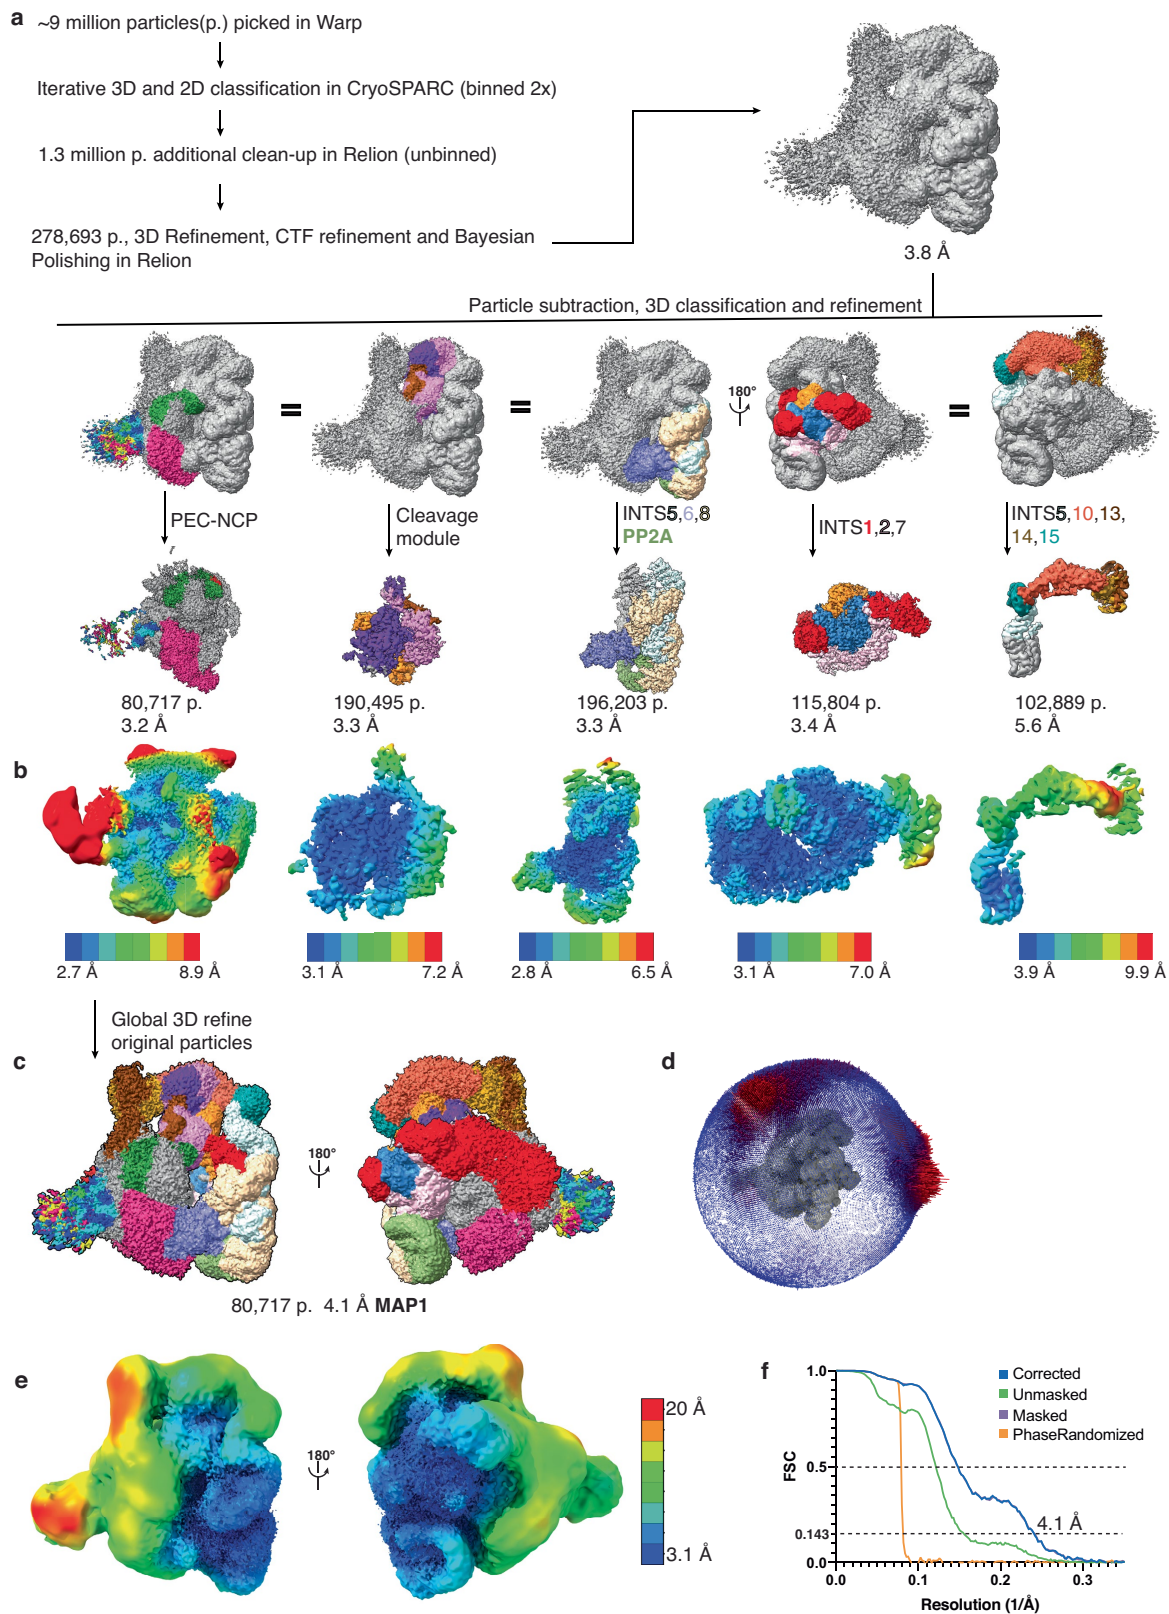 a
~9 million particles(p.) picked in Warp
Iterative 3D and 2D classification in CryoSPARC (binned 2x)
1.3 million p. additional clean-up in Relion (unbinned)
278,693 p., 3D Refinement, CTF refinement and Bayesian
Polishing in Relion
3.8 Å
Particle subtraction, 3D classification and refinement
=
=
180°
=
PEC-NCP
Cleavage
module
INTS5,6,8
PP2A
INTS1,2,7
INTS5,10,13,
14,15
80,717 p.
3.2 Å
190,495 p.
3.3 Å
196,203 p.
3.3 Å
115,804 p.
3.4 Å
102,889 p.
5.6 Å
b
2.7 Å
8.9 Å
3.1 Å
7.2 Å
2.8 Å
6.5 Å
3.1 Å
7.0 Å
3.9 Å
9.9 Å
Global 3D refine
original particles
c
180°
80,717 p. 4.1 Å MAP1
d
e
180°
20 Å
3.1 Å
f
FSC
1.0
0.5
0.143
0.0
0.0
0.1
0.2
0.3
Resolution (1/Å)
4.1 Å
Corrected
Unmasked
Masked
PhaseRandomized